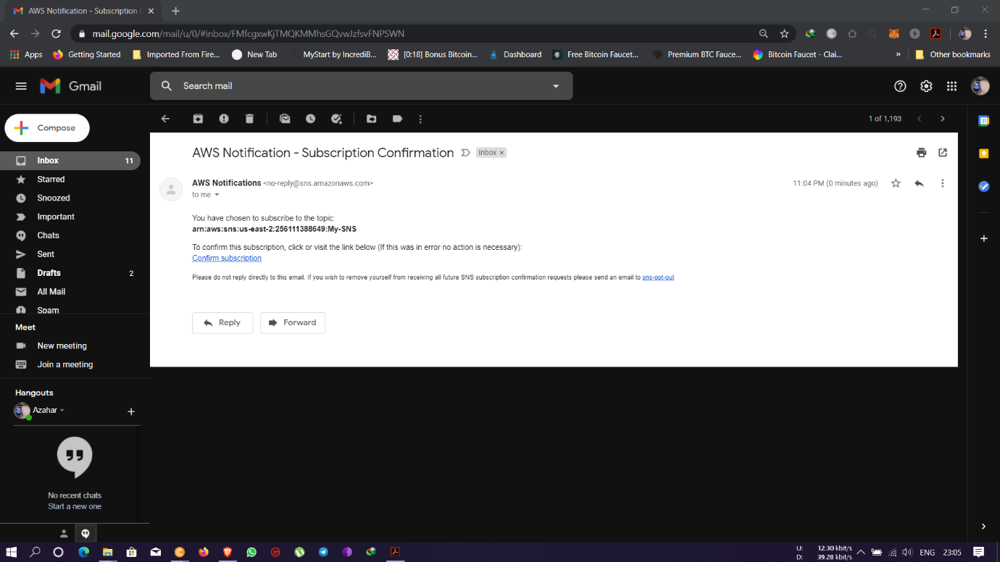 AWS Notification - Subscription C
mail.google.com/mail/u/0/#inbox/FMfcgxwKjTMQKMMhsGQvwJzfsvFNPSWN
Apps
Getting Started
Imported From Fire...
New Tab
MyStart by IncrediB...
[0:18] Bonus Bitcoin...
Dashboard
Free Bitcoin Faucet...
Premium BTC Fauce...
Bitcoin Faucet - Clai...
»
Other bookmarks
Gmail
Search mail
Compose
1 of 1,193
Inbox 11
Starred
Snoozed
Important
Chats
Sent
Drafts 2
All Mail
Spam
Meet
New meeting
Join a meeting
Hangouts
Azahar
No recent chats
Start a new one
AWS Notification - Subscription Confirmation
Inbox x
AWS Notifications <no-reply@sns.amazonaws.com>
11:04 PM (0 minutes ago)
to me
You have chosen to subscribe to the topic:
arn:aws:sns:us-east-2:256111388649:My-SNS
To confirm this subscription, click or visit the link below (If this was in error no action is necessary):
Confirm subscription
Please do not reply directly to this email. If you wish to remove yourself from receiving all future SNS subscription confirmation requests please send an email to sns-opt-out
Reply
Forward
U: 12.30 kbit/s
D: 39.28 kbit/s
ENG
23:05